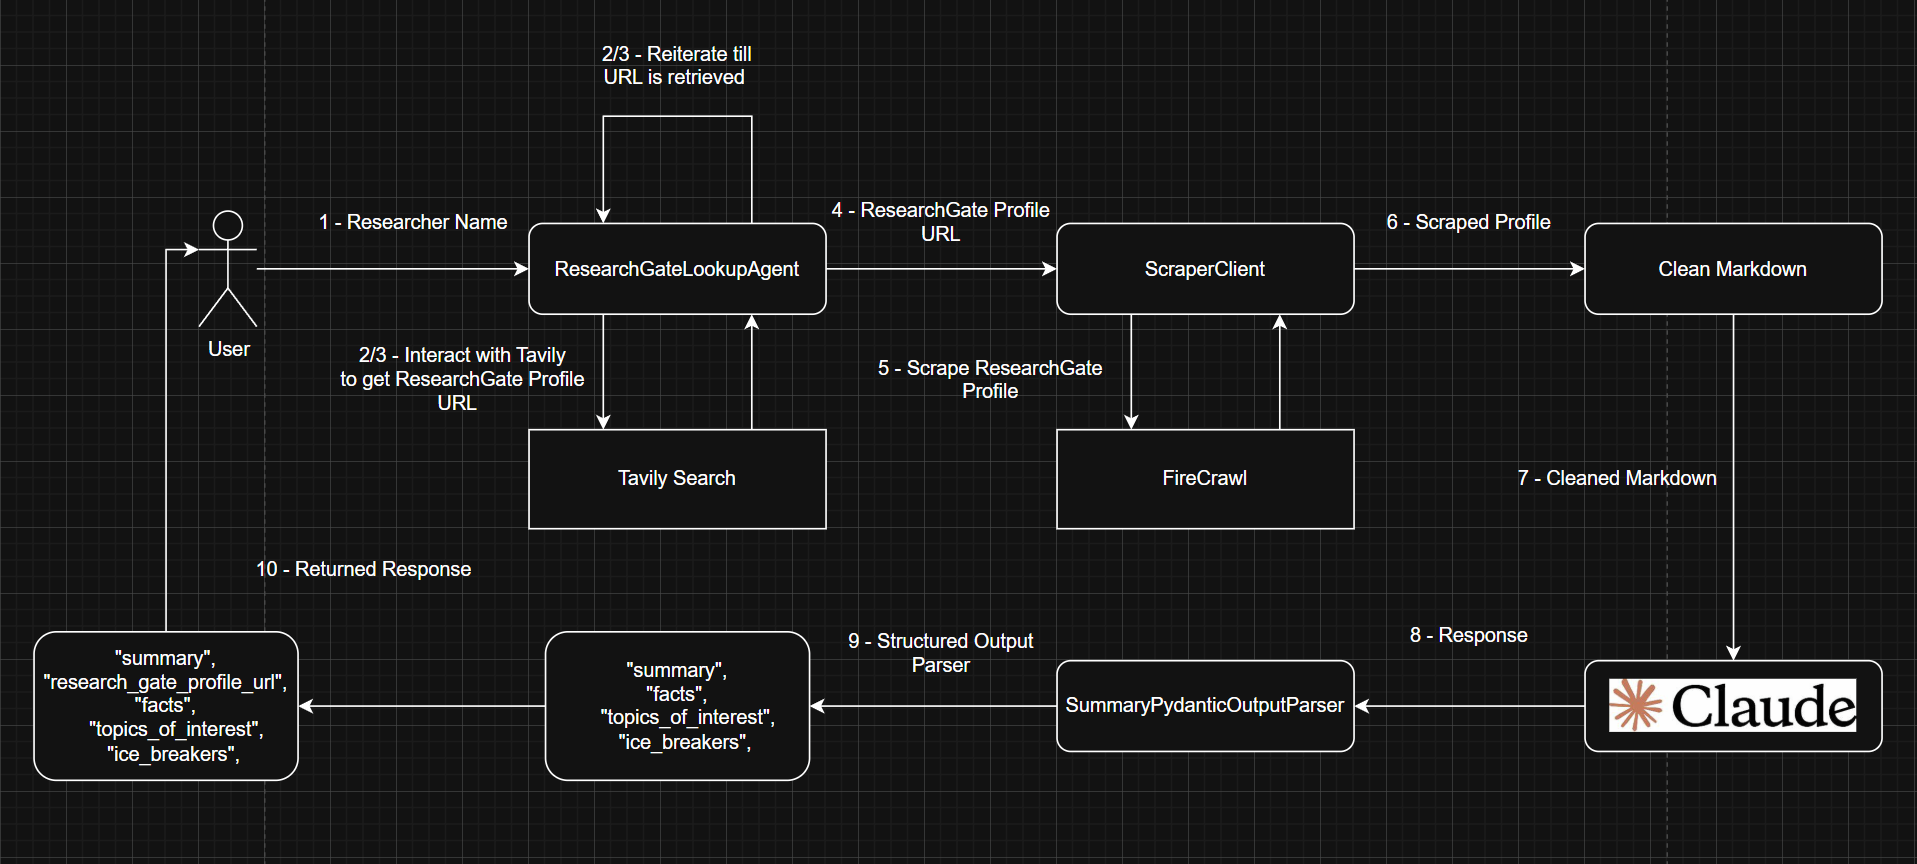 2/3 - Reiterate till
URL is retrieved
1 - Researcher Name
4 - ResearchGate Profile
URL
6 - Scraped Profile
ResearchGateLookupAgent
ScraperClient
Clean Markdown
User
2/3 - Interact with Tavily
to get ResearchGate Profile
URL
5 - Scrape ResearchGate
Profile
Tavily Search
FireCrawl
7 - Cleaned Markdown
10 - Returned Response
9 - Structured Output
Parser
8 - Response
"summary",
"research_gate_profile_url",
"facts",
"topics_of_interest",
"ice_breakers",
"summary",
"facts",
"topics_of_interest",
"ice_breakers",
SummaryPydanticOutputParser
Claude